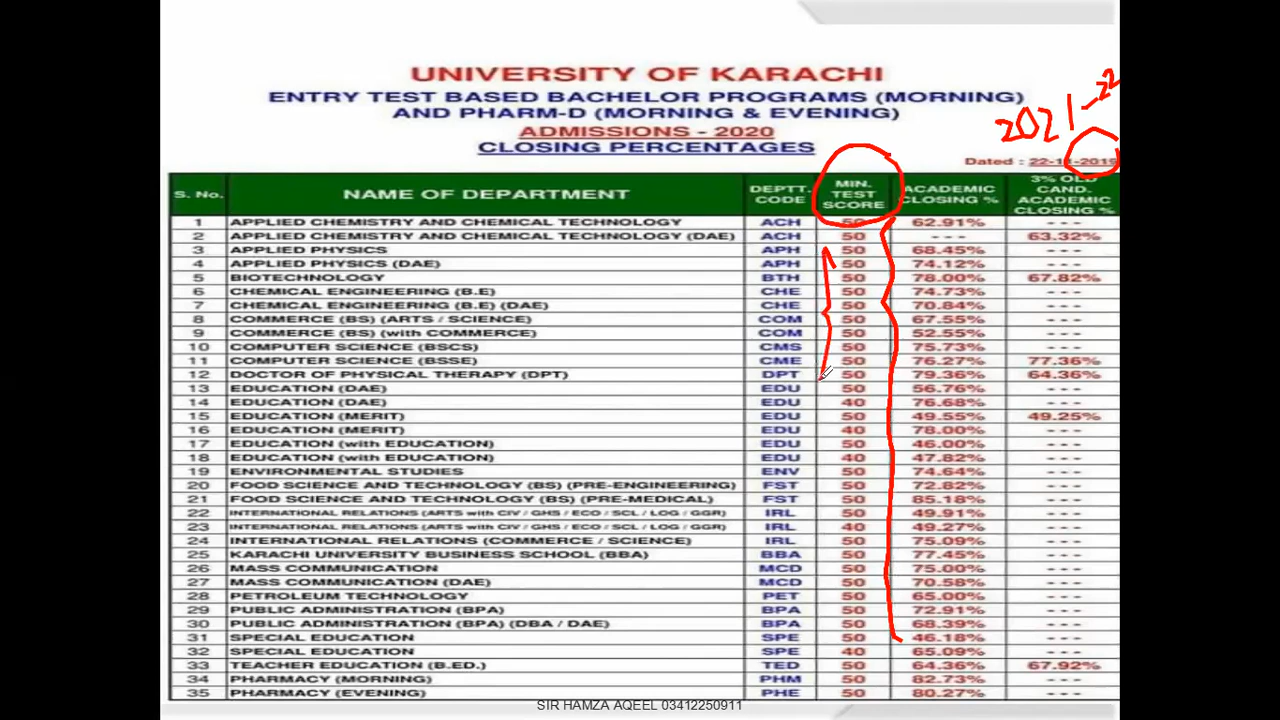 UNIVERSITY OF KARACHI
ENTRY TEST BASED BACHELOR PROGRAMS (MORNING)
AND PHARM-D (MORNING & EVENING)
ADMISSIONS - 2020
CLOSING PERCENTAGES
2021-22
Dated : 22-11-2019
S. No. NAME OF DEPARTMENT DEPTT. CODE MIN. TEST SCORE ACADEMIC CLOSING % 3% OLD CAND. ACADEMIC CLOSING %
1 APPLIED CHEMISTRY AND CHEMICAL TECHNOLOGY ACH 50 62.91% - - -
2 APPLIED CHEMISTRY AND CHEMICAL TECHNOLOGY (DAE) ACH 50 - - - 63.32%
3 APPLIED PHYSICS APH 50 68.45% - - -
4 APPLIED PHYSICS (DAE) APH 50 74.12% - - -
5 BIOTECHNOLOGY BTH 50 78.00% 67.82%
6 CHEMICAL ENGINEERING (B.E) CHE 50 74.73% - - -
7 CHEMICAL ENGINEERING (B.E) (DAE) CHE 50 70.84% - - -
8 COMMERCE (BS) (ARTS / SCIENCE) COM 50 67.55% - - -
9 COMMERCE (BS) (with COMMERCE) COM 50 52.55% - - -
10 COMPUTER SCIENCE (BSCS) CMS 50 75.73% - - -
11 COMPUTER SCIENCE (BSSE) CME 50 76.27% 77.36%
12 DOCTOR OF PHYSICAL THERAPY (DPT) DPT 50 79.36% 64.36%
13 EDUCATION (DAE) EDU 50 56.76% - - -
14 EDUCATION (DAE) EDU 40 76.68% - - -
15 EDUCATION (MERIT) EDU 50 49.55% 49.25%
16 EDUCATION (MERIT) EDU 40 78.00% - - -
17 EDUCATION (with EDUCATION) EDU 50 46.00% - - -
18 EDUCATION (with EDUCATION) EDU 40 47.82% - - -
19 ENVIRONMENTAL STUDIES ENV 50 74.64% - - -
20 FOOD SCIENCE AND TECHNOLOGY (BS) (PRE-ENGINEERING) FST 50 72.82% - - -
21 FOOD SCIENCE AND TECHNOLOGY (BS) (PRE-MEDICAL) FST 50 85.18% - - -
22 INTERNATIONAL RELATIONS (ARTS with CIV / GHS / ECO / SCL / LOG / GGR) IRL 50 49.91% - - -
23 INTERNATIONAL RELATIONS (ARTS with CIV / GHS / ECO / SCL / LOG / GGR) IRL 40 49.27% - - -
24 INTERNATIONAL RELATIONS (COMMERCE / SCIENCE) IRL 50 75.09% - - -
25 KARACHI UNIVERSITY BUSINESS SCHOOL (BBA) BBA 50 77.45% - - -
26 MASS COMMUNICATION MCD 50 75.00% - - -
27 MASS COMMUNICATION (DAE) MCD 50 70.58% - - -
28 PETROLEUM TECHNOLOGY PET 50 65.00% - - -
29 PUBLIC ADMINISTRATION (BPA) BPA 50 72.91% - - -
30 PUBLIC ADMINISTRATION (BPA) (DBA / DAE) BPA 50 68.39% - - -
31 SPECIAL EDUCATION SPE 50 46.18% - - -
32 SPECIAL EDUCATION SPE 40 65.09% - - -
33 TEACHER EDUCATION (B.ED.) TED 50 64.36% 67.92%
34 PHARMACY (MORNING) PHM 50 82.73% - - -
35 PHARMACY (EVENING) PHE 50 80.27% - - -
SIR HAMZA AQEEL 03412250911